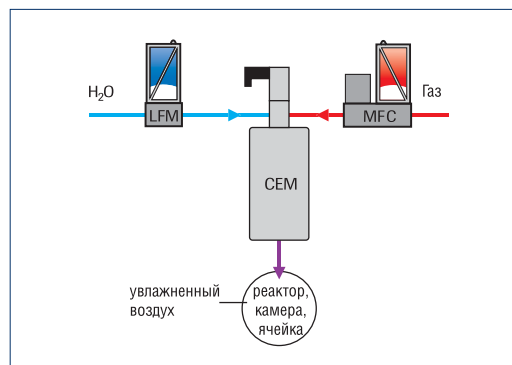 H₂O
LFM
MFC
Газ
CEM
увлажненный
воздух
реактор,
камера,
ячейка